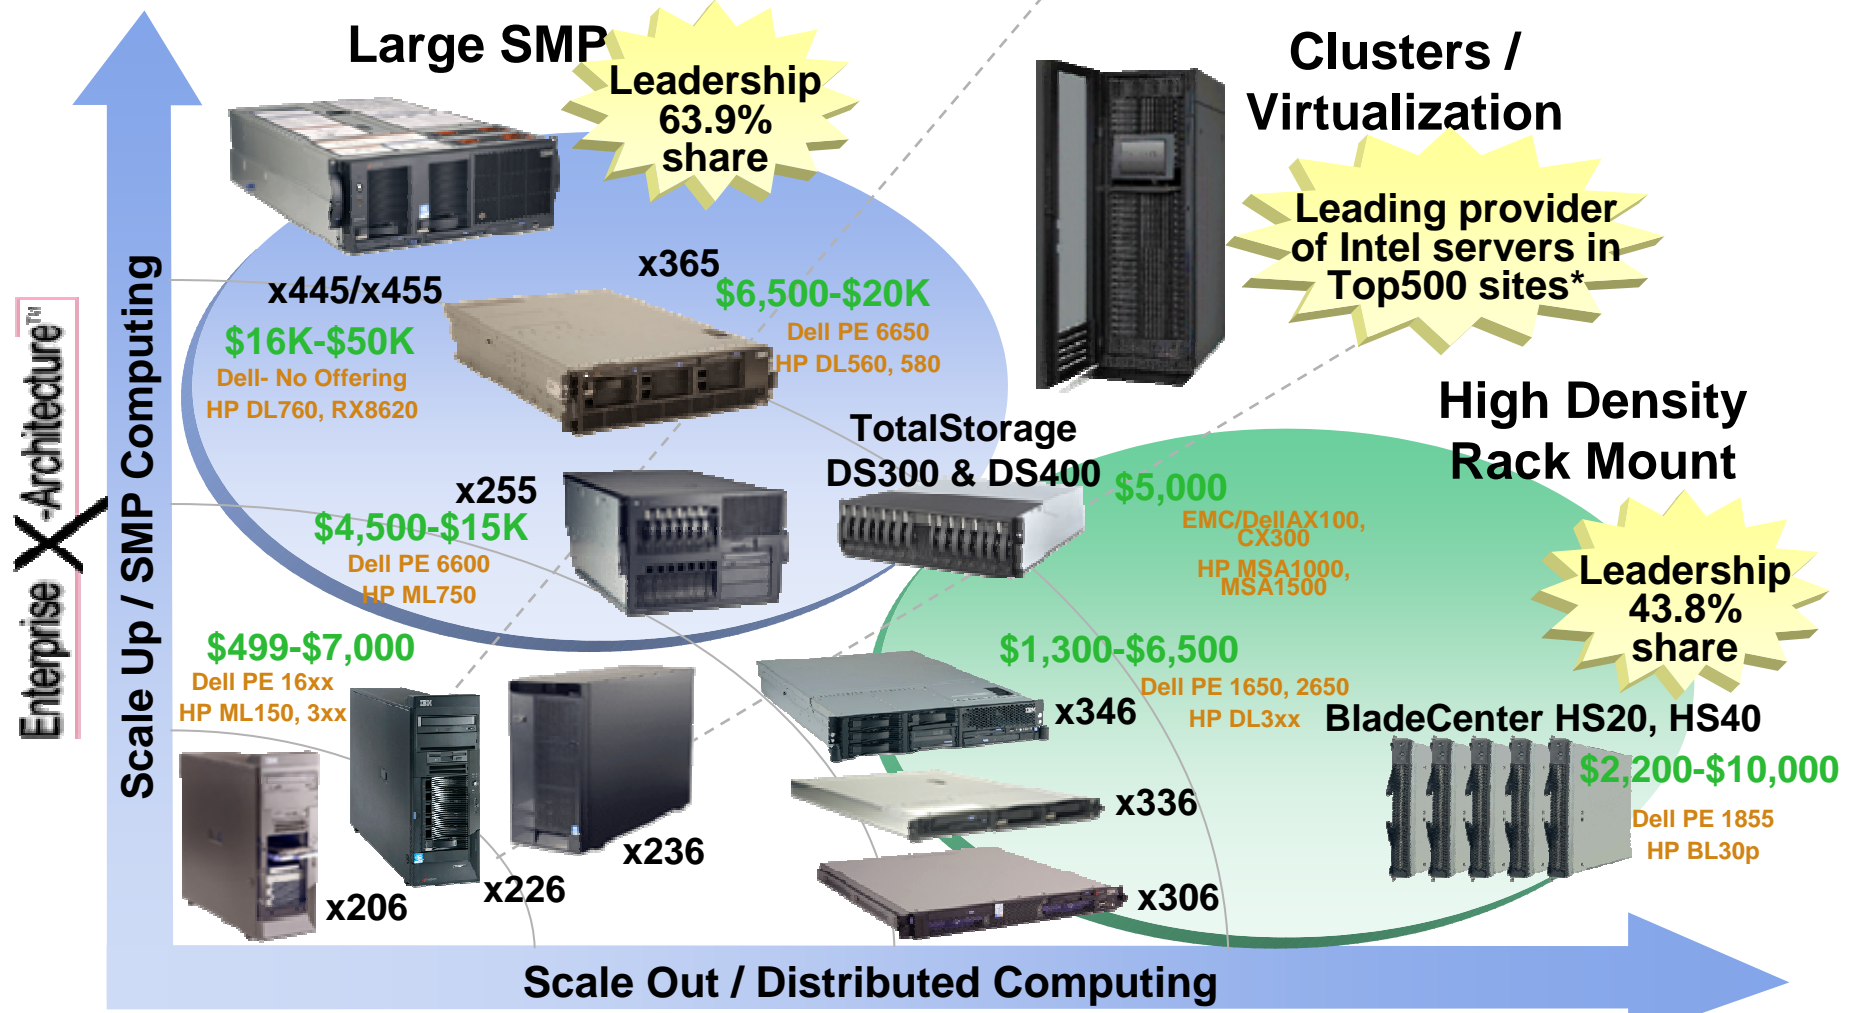 Large SMP
Leadership
63.9%
share
Clusters /
Virtualization
Leading provider
of Intel servers in
Top500 sites*
x445/x455
$16K-$50K
Dell- No Offering
HP DL760, RX8620
x365
$6,500-$20K
Dell PE 6650
HP DL560, 580
High Density
Rack Mount
Leadership
43.8%
share
TotalStorage
DS300 & DS400
$5,000
EMC/DellAX100,
CX300
HP MSA1000,
MSA1500
x255
$4,500-$15K
Dell PE 6600
HP ML750
$499-$7,000
Dell PE 16xx
HP ML150, 3xx
x206
x226
x236
$1,300-$6,500
Dell PE 1650, 2650
HP DL3xx
x346
x336
x306
BladeCenter HS20, HS40
$2,200-$10,000
Dell PE 1855
HP BL30p
Enterprise X-Architecture™
Scale Up / SMP Computing
Scale Out / Distributed Computing